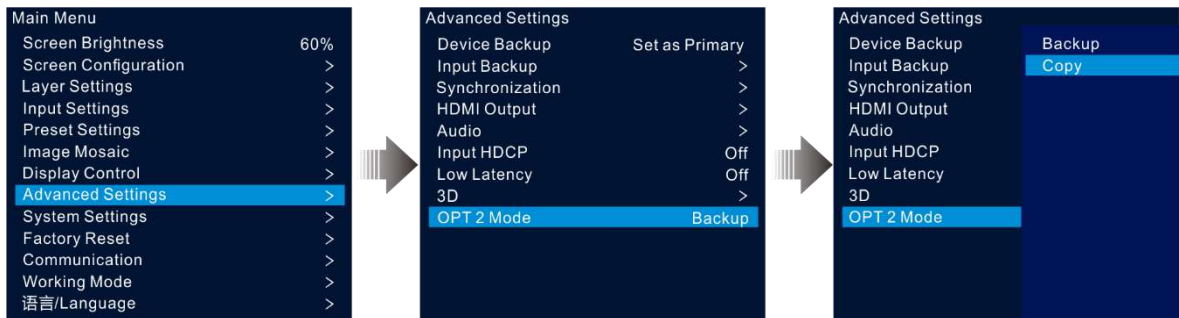 Main Menu
Screen Brightness 60%
Screen Configuration >
Layer Settings >
Input Settings >
Preset Settings >
Image Mosaic >
Display Control >
Advanced Settings >
System Settings >
Factory Reset >
Communication >
Working Mode >
语言/Language >
Advanced Settings
Device Backup Set as Primary
Input Backup >
Synchronization >
HDMI Output >
Audio >
Input HDCP Off
Low Latency Off
3D >
OPT 2 Mode Backup
Advanced Settings
Device Backup Backup
Input Backup Copy
Synchronization
HDMI Output
Audio
Input HDCP
Low Latency
3D
OPT 2 Mode